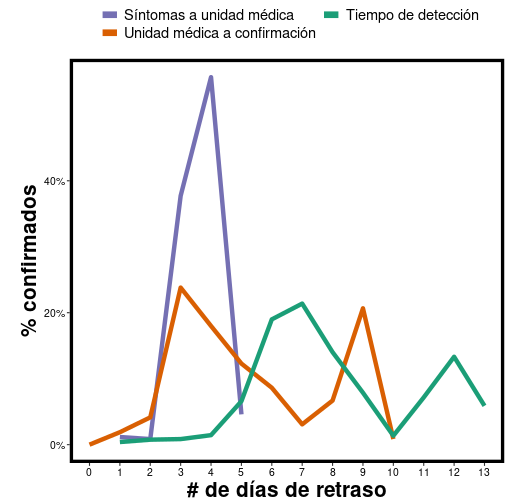 Síntomas a unidad médica Tiempo de detección
Unidad médica a confirmación
% confirmados
40%
20%
0%
0 1 2 3 4 5 6 7 8 9 10 11 12 13
# de días de retraso